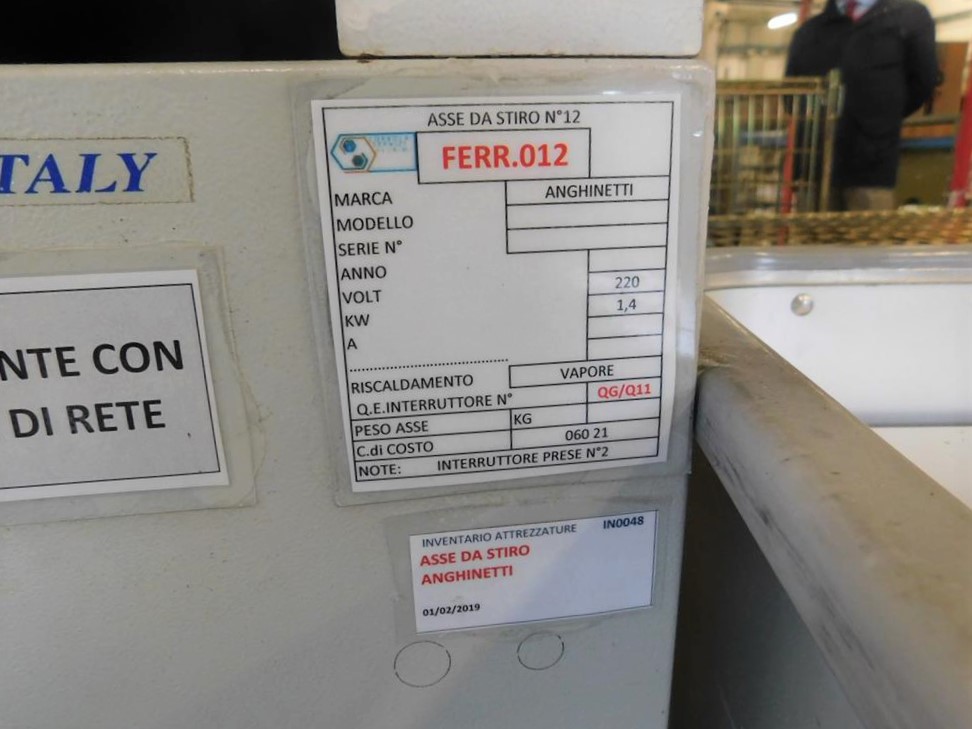 TALY
NTE CON
DI RETE
ASSE DA STIRO N°12
FERR.012
MARCA ANGHINETTI
MODELLO
SERIE N°
ANNO
VOLT 220
KW 1,4
A
RISCALDAMENTO VAPORE
Q.E.INTERRUTTORE N° QG/Q11
PESO ASSE KG
C.di COSTO 060 21
NOTE: INTERRUTTORE PRESE N°2
INVENTARIO ATTREZZATURE IN0048
ASSE DA STIRO
ANGHINETTI
01/02/2019